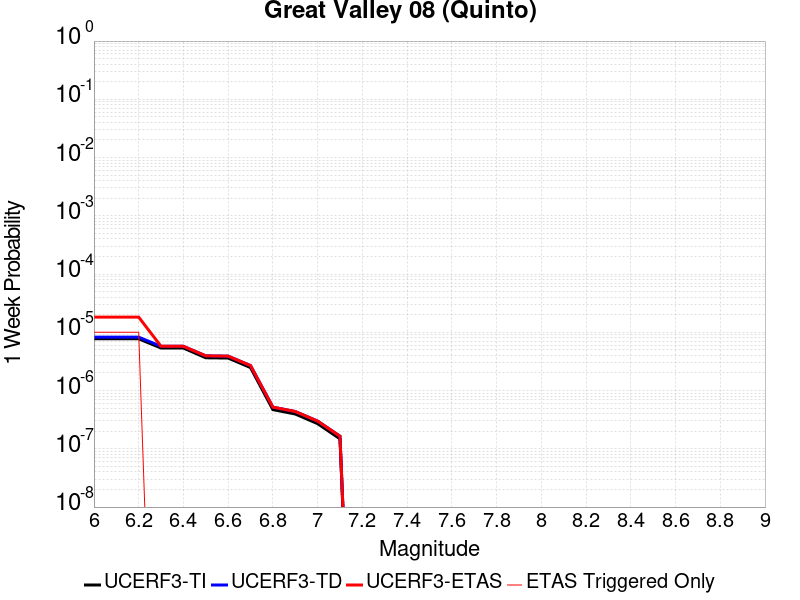 Great Valley 08 (Quinto)
10^0
10^-1
10^-2
10^-3
10^-4
10^-5
10^-6
10^-7
10^-8
1 Week Probability
6 6.2 6.4 6.6 6.8 7 7.2 7.4 7.6 7.8 8 8.2 8.4 8.6 8.8 9
Magnitude
UCERF3-TI UCERF3-TD UCERF3-ETAS ETAS Triggered Only